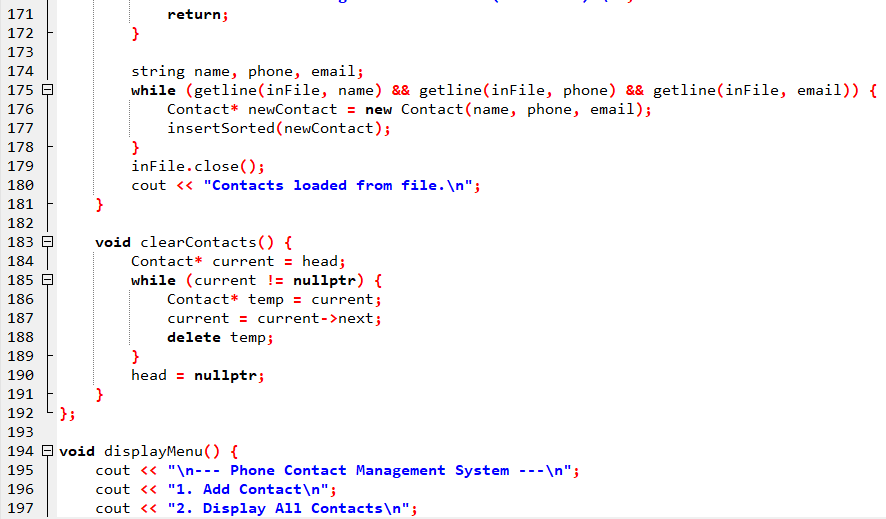 171 return;
172 }
173
174 string name, phone, email;
175 while (getline(inFile, name) && getline(inFile, phone) && getline(inFile, email)) {
176 Contact* newContact = new Contact(name, phone, email);
177 insertSorted(newContact);
178 }
179 inFile.close();
180 cout << "Contacts loaded from file.\n";
181 }
182
183 void clearContacts() {
184 Contact* current = head;
185 while (current != nullptr) {
186 Contact* temp = current;
187 current = current->next;
188 delete temp;
189 }
190 head = nullptr;
191 }
192 };
193
194 void displayMenu() {
195 cout << "\n--- Phone Contact Management System ---\n";
196 cout << "1. Add Contact\n";
197 cout << "2. Display All Contacts\n";